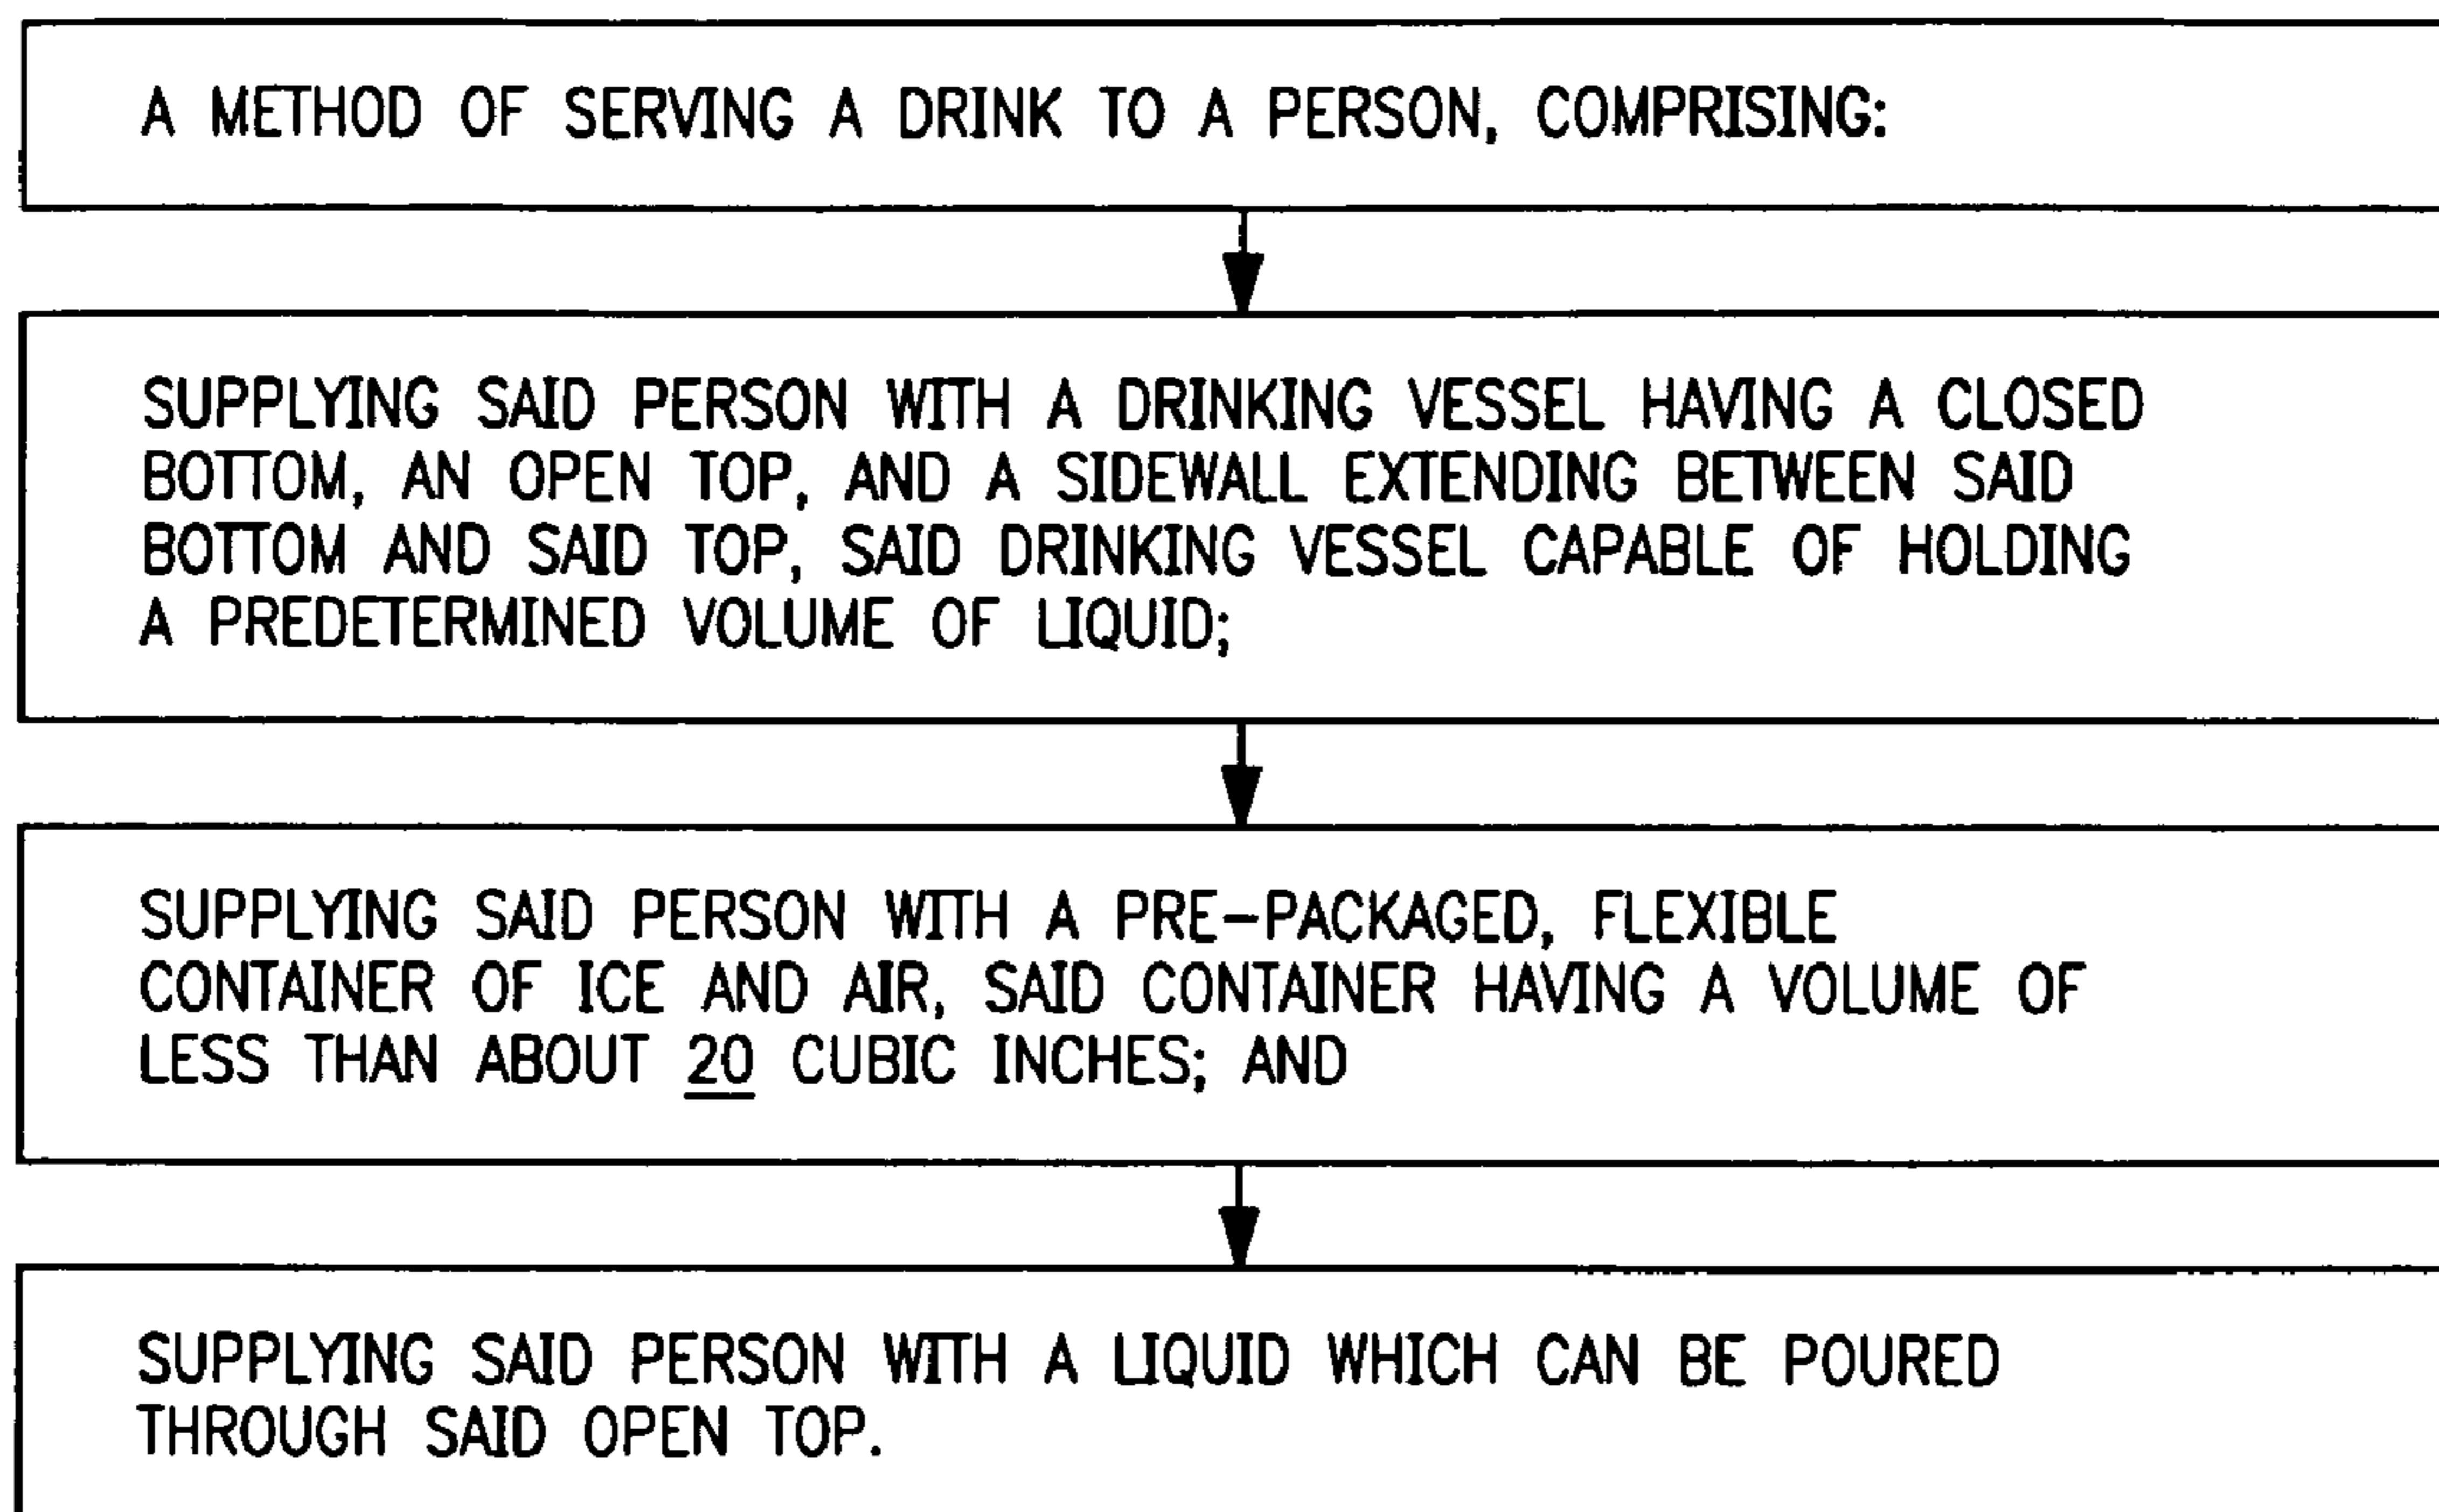 A METHOD OF SERVING A DRINK TO A PERSON, COMPRISING:
SUPPLYING SAID PERSON WITH A DRINKING VESSEL HAVING A CLOSED
BOTTOM, AN OPEN TOP, AND A SIDEWALL EXTENDING BETWEEN SAID
BOTTOM AND SAID TOP, SAID DRINKING VESSEL CAPABLE OF HOLDING
A PREDETERMINED VOLUME OF LIQUID;
SUPPLYING SAID PERSON WITH A PRE-PACKAGED, FLEXIBLE
CONTAINER OF ICE AND AIR, SAID CONTAINER HAVING A VOLUME OF
LESS THAN ABOUT 20 CUBIC INCHES; AND
SUPPLYING SAID PERSON WITH A LIQUID WHICH CAN BE POURED
THROUGH SAID OPEN TOP.